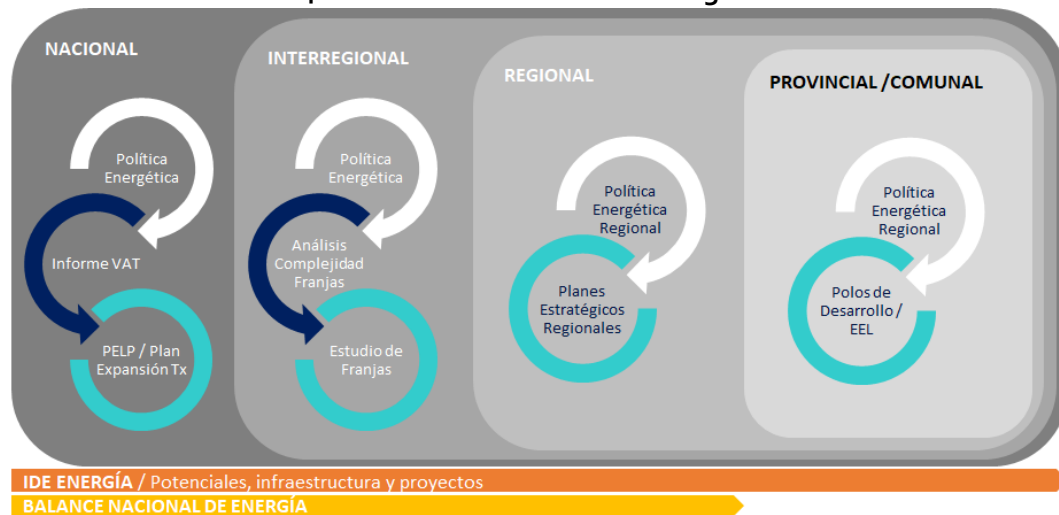 NACIONAL
Política
Energética
Informe VAT
PELP / Plan
Expansión Tx
INTERREGIONAL
Política
Energética
Análisis
Complejidad
Franjas
Estudio de
Franjas
REGIONAL
Política
Energética
Regional
Planes
Estratégicos
Regionales
PROVINCIAL /COMUNAL
Política
Energética
Regional
Polos de
Desarrollo /
EEL
IDE ENERGÍA / Potenciales, infraestructura y proyectos
BALANCE NACIONAL DE ENERGÍA